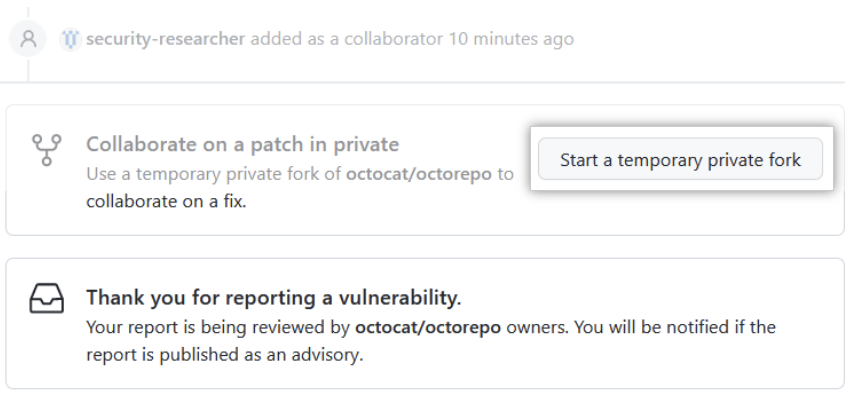 security-researcher added as a collaborator 10 minutes ago
Collaborate on a patch in private
Use a temporary private fork of octocat/octorepo to
collaborate on a fix.
Start a temporary private fork
Thank you for reporting a vulnerability.
Your report is being reviewed by octocat/octorepo owners. You will be notified if the
report is published as an advisory.